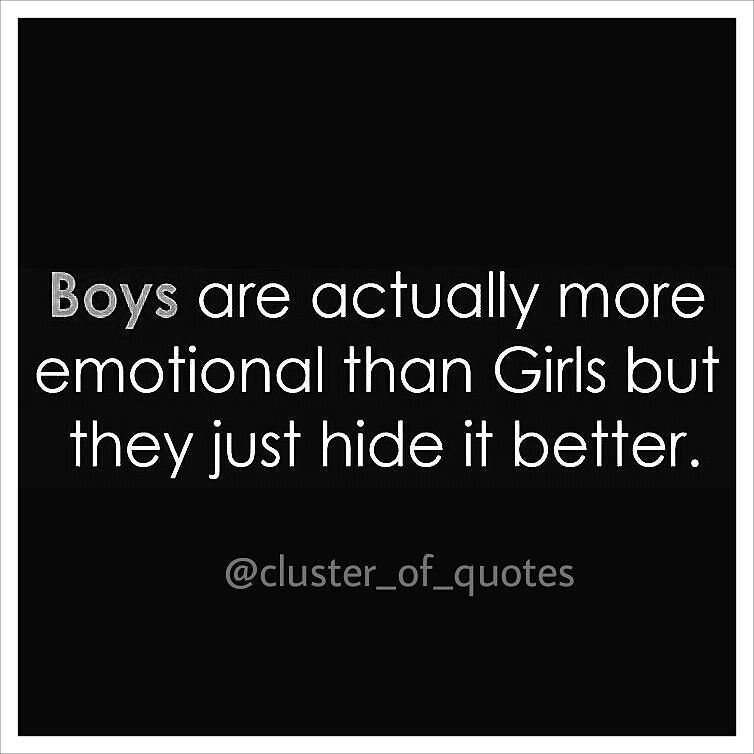 Boys are actually more
emotional than Girls but
they just hide it better.
@cluster_of_quotes